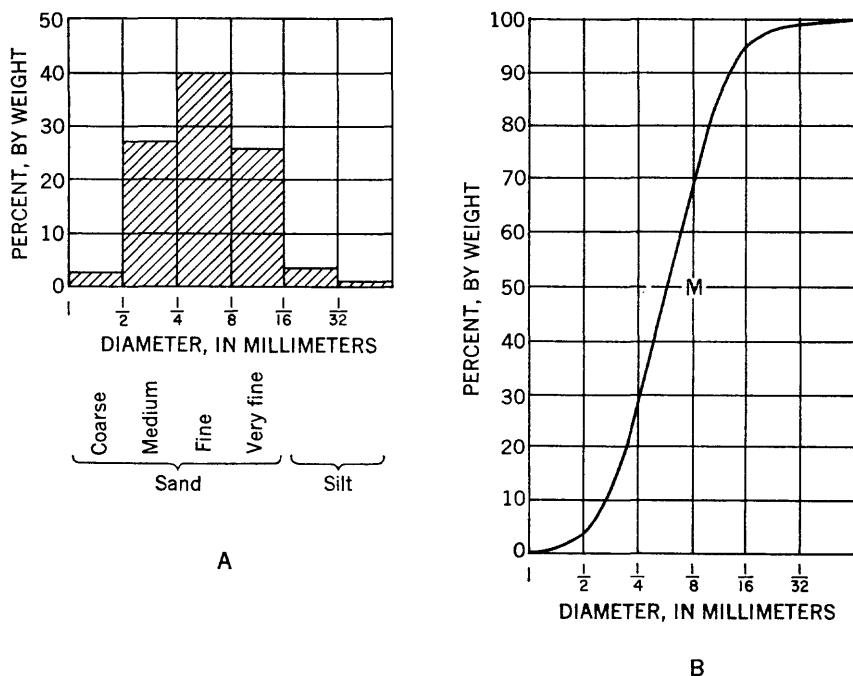 PERCENT, BY WEIGHT
50
40
30
20
10
0
1 1/2 1/4 1/8 1/16 1/32
DIAMETER, IN MILLIMETERS
Coarse
Medium
Fine
Very fine
Sand Silt
A
PERCENT, BY WEIGHT
100
90
80
70
60
50
40
30
20
10
0
M
1 1/2 1/4 1/8 1/16 1/32
DIAMETER, IN MILLIMETERS
B